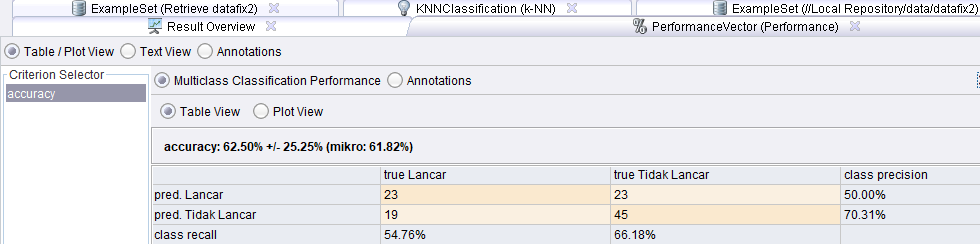 ExampleSet (Retrieve datafix2) KNNClassification (k-NN) ExampleSet (//Local Repository/data/datafix2)
Result Overview PerformanceVector (Performance)
Table / Plot View Text View Annotations
Criterion Selector
accuracy
Multiclass Classification Performance Annotations
Table View Plot View
accuracy: 62.50% +/- 25.25% (mikro: 61.82%)
true Lancar true Tidak Lancar class precision
pred. Lancar 23 23 50.00%
pred. Tidak Lancar 19 45 70.31%
class recall 54.76% 66.18%